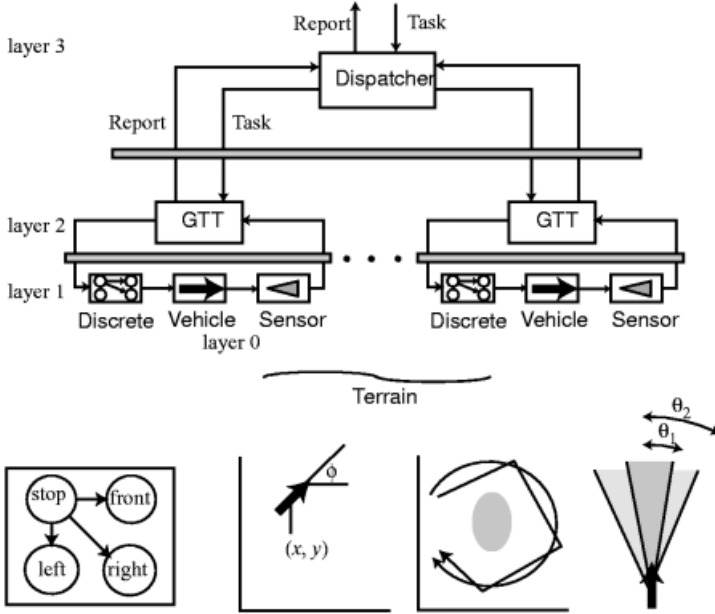 Report Task
layer 3
Dispatcher
Report Task
layer 2 GTT GTT
layer 1
Discrete Vehicle Sensor Discrete Vehicle Sensor
layer 0
Terrain
θ2
θ1
stop front
ϕ
(x, y)
left right